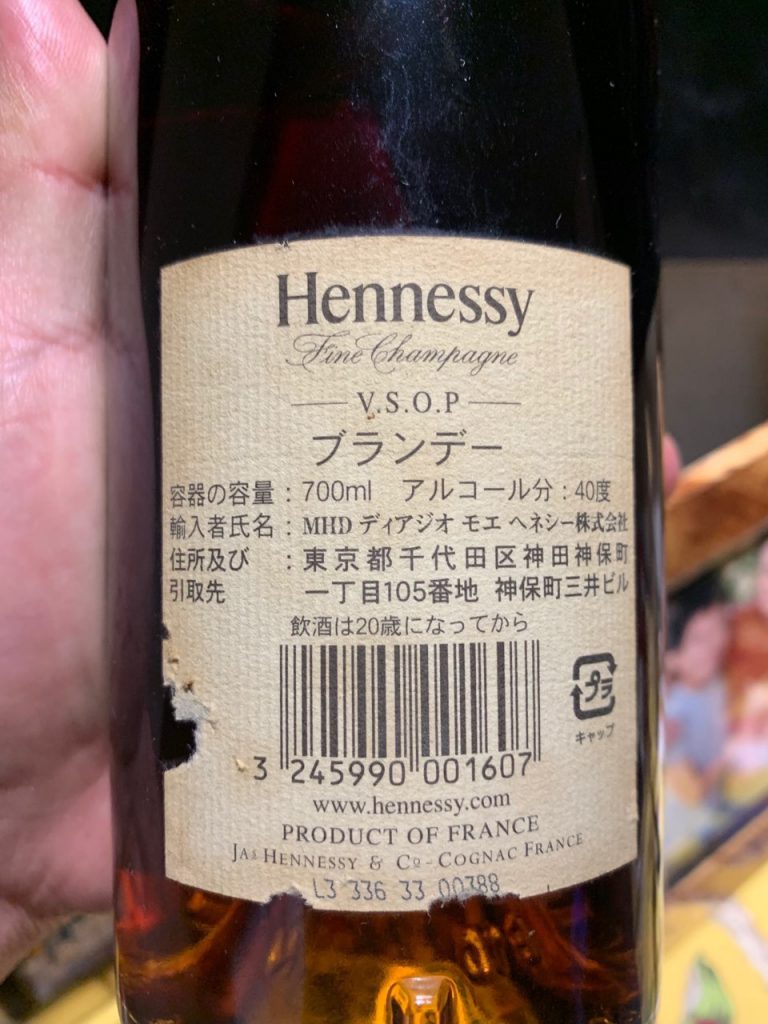 Hennessy
Fine Champagne
V.S.O.P
ブランデー
容器の容量 : 700ml アルコール分 : 40度
輸入者氏名 : MHD ディアジオ モエ ヘネシー株式会社
住所及び : 東京都千代田区神田神保町
引取先 一丁目105番地 神保町三井ビル
飲酒は20歳になってから
プラ
キャップ
3 245990 001607
www.hennessy.com
PRODUCT OF FRANCE
JAS HENNESSY & CO - COGNAC FRANCE
L3 336 33 00388